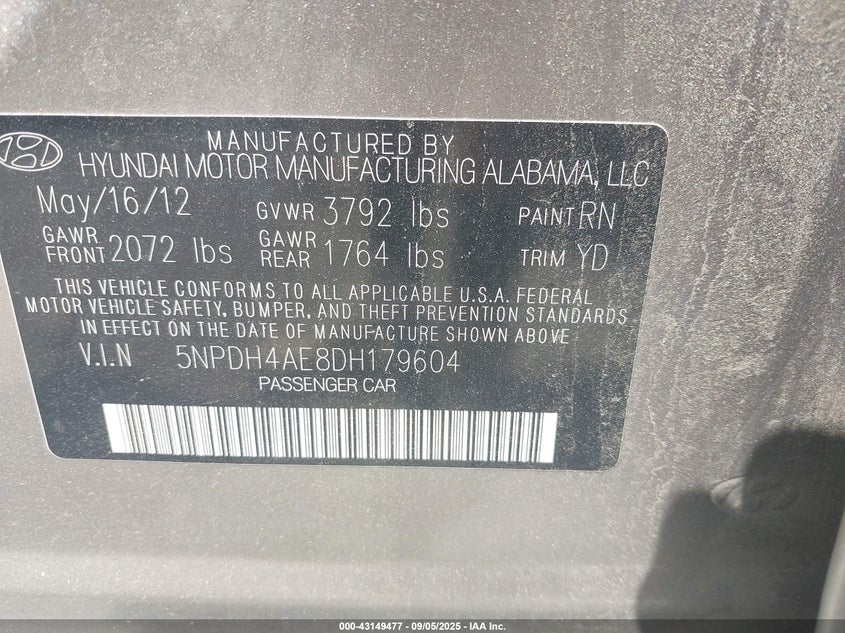 MANUFACTURED BY
HYUNDAI MOTOR MANUFACTURING ALABAMA, LLC
May/16/12 GVWR 3792 lbs PAINT RN
GAWR FRONT 2072 lbs GAWR REAR 1764 lbs TRIM YD
THIS VEHICLE CONFORMS TO ALL APPLICABLE U.S.A. FEDERAL
MOTOR VEHICLE SAFETY, BUMPER, AND THEFT PREVENTION STANDARDS
IN EFFECT ON THE DATE OF MANUFACTURE SHOWN ABOVE
V.I.N 5NPDH4AE8DH179604
PASSENGER CAR
000-43149477 - 09/05/2025 - IAA Inc.